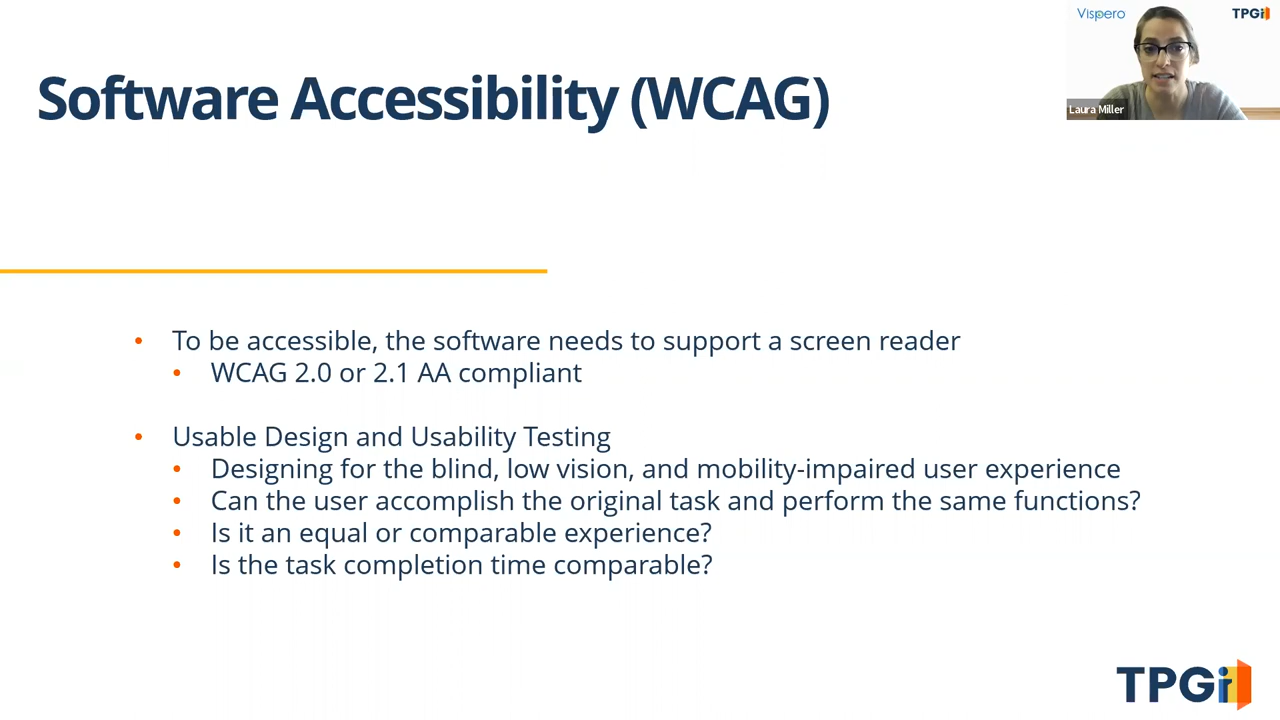 Vispero
TPGi
Laura Miller
Software Accessibility (WCAG)
• To be accessible, the software needs to support a screen reader
• WCAG 2.0 or 2.1 AA compliant
• Usable Design and Usability Testing
• Designing for the blind, low vision, and mobility-impaired user experience
• Can the user accomplish the original task and perform the same functions?
• Is it an equal or comparable experience?
• Is the task completion time comparable?
TPGi